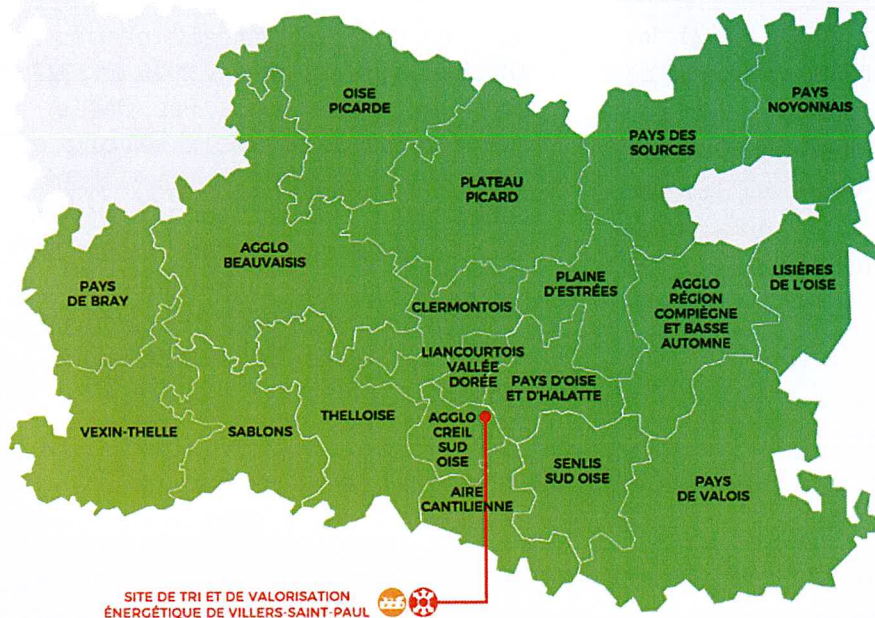 OISE
PICARDE
PAYS
NOYONNAIS
PAYS DES
SOURCES
PLATEAU
PICARD
AGGLO
BEAUVAISIS
PAYS
DE BRAY
CLERMONTOIS
PLAINE
D'ESTRÉES
AGGLO
RÉGION
COMPIÈGNE
ET BASSE
AUTOMNE
LISIÈRES
DE L'OISE
LIANCOURTOIS
VALLÉE
DORÉE
PAYS D'OISE
ET D'HALATTE
VEXIN-THELLE
SABLONS
THELLOISE
AGGLO
CREIL
SUD
OISE
SENLIS
SUD OISE
PAYS
DE VALOIS
AIRE
CANTILIENNE
SITE DE TRI ET DE VALORISATION
ÉNERGÉTIQUE DE VILLERS-SAINT-PAUL